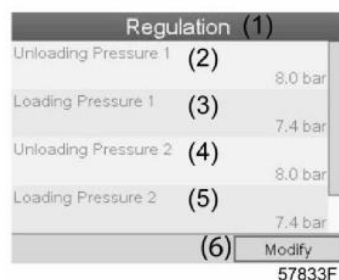 Regulation (1)
Unloading Pressure 1 (2)
8.0 bar
Loading Pressure 1 (3)
7.4 bar
Unloading Pressure 2 (4)
8.0 bar
Loading Pressure 2 (5)
7.4 bar
(6) Modify
57833F